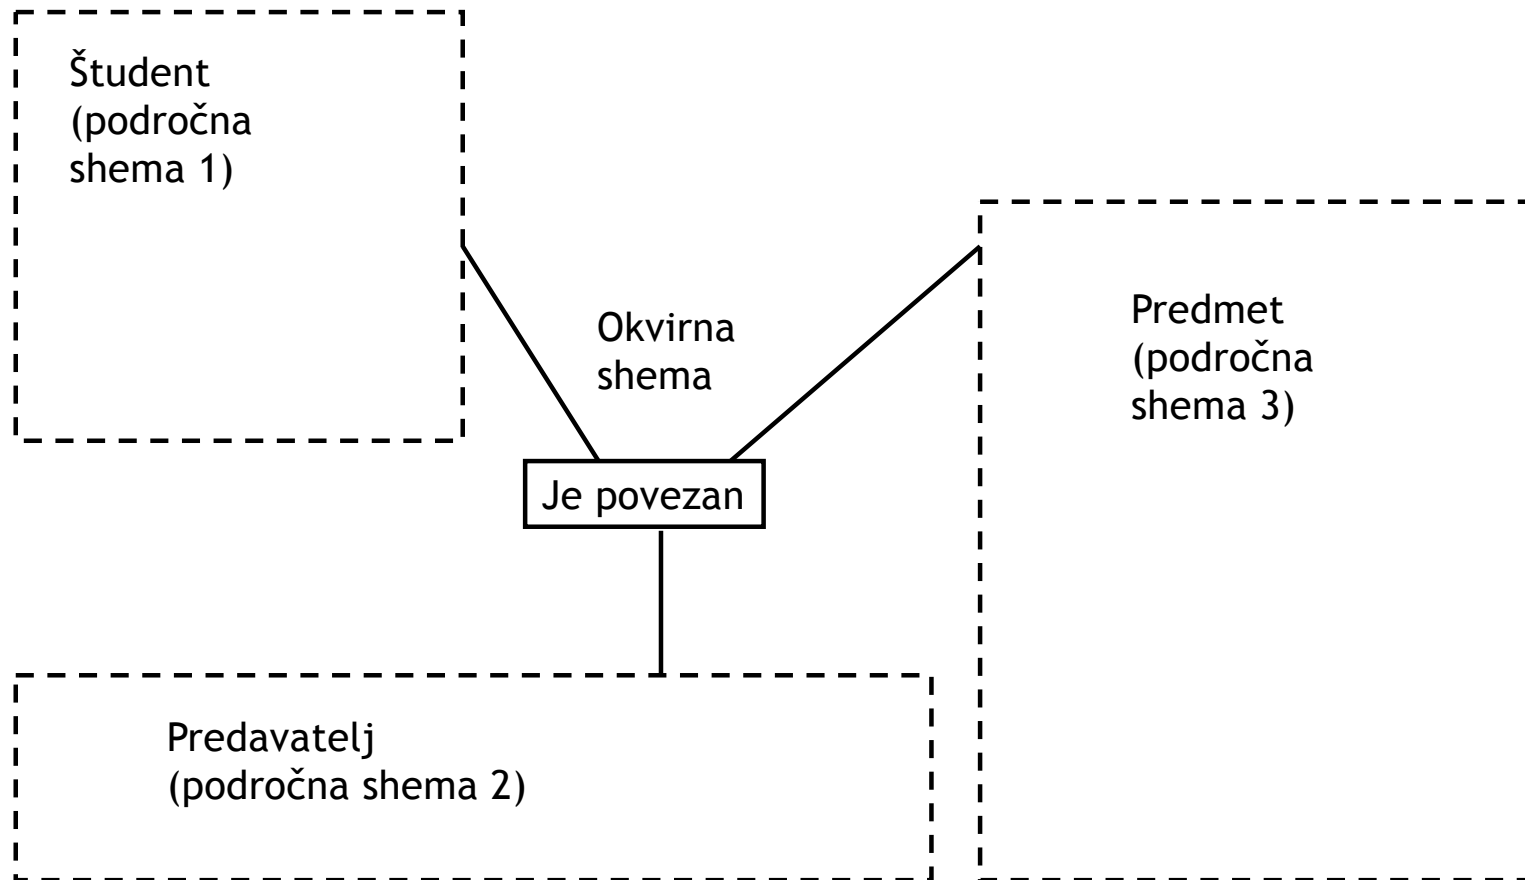 Študent
(področna
shema 1)
Okvirna
shema
Predmet
(področna
shema 3)
Je povezan
Predavatelj
(področna shema 2)